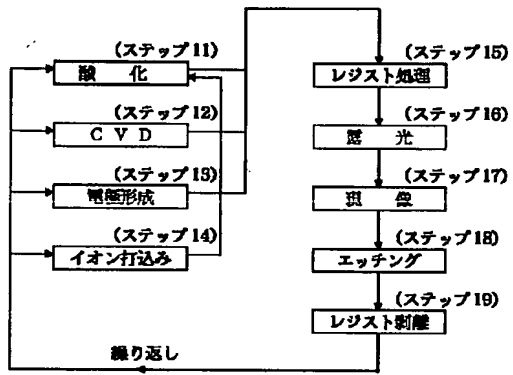 (ステップ11)
酸 化
(ステップ12)
C V D
(ステップ13)
電極形成
(ステップ14)
イオン打込み
(ステップ15)
レジスト処理
(ステップ16)
露 光
(ステップ17)
現 像
(ステップ18)
エッチング
(ステップ19)
レジスト剥離
繰り返し